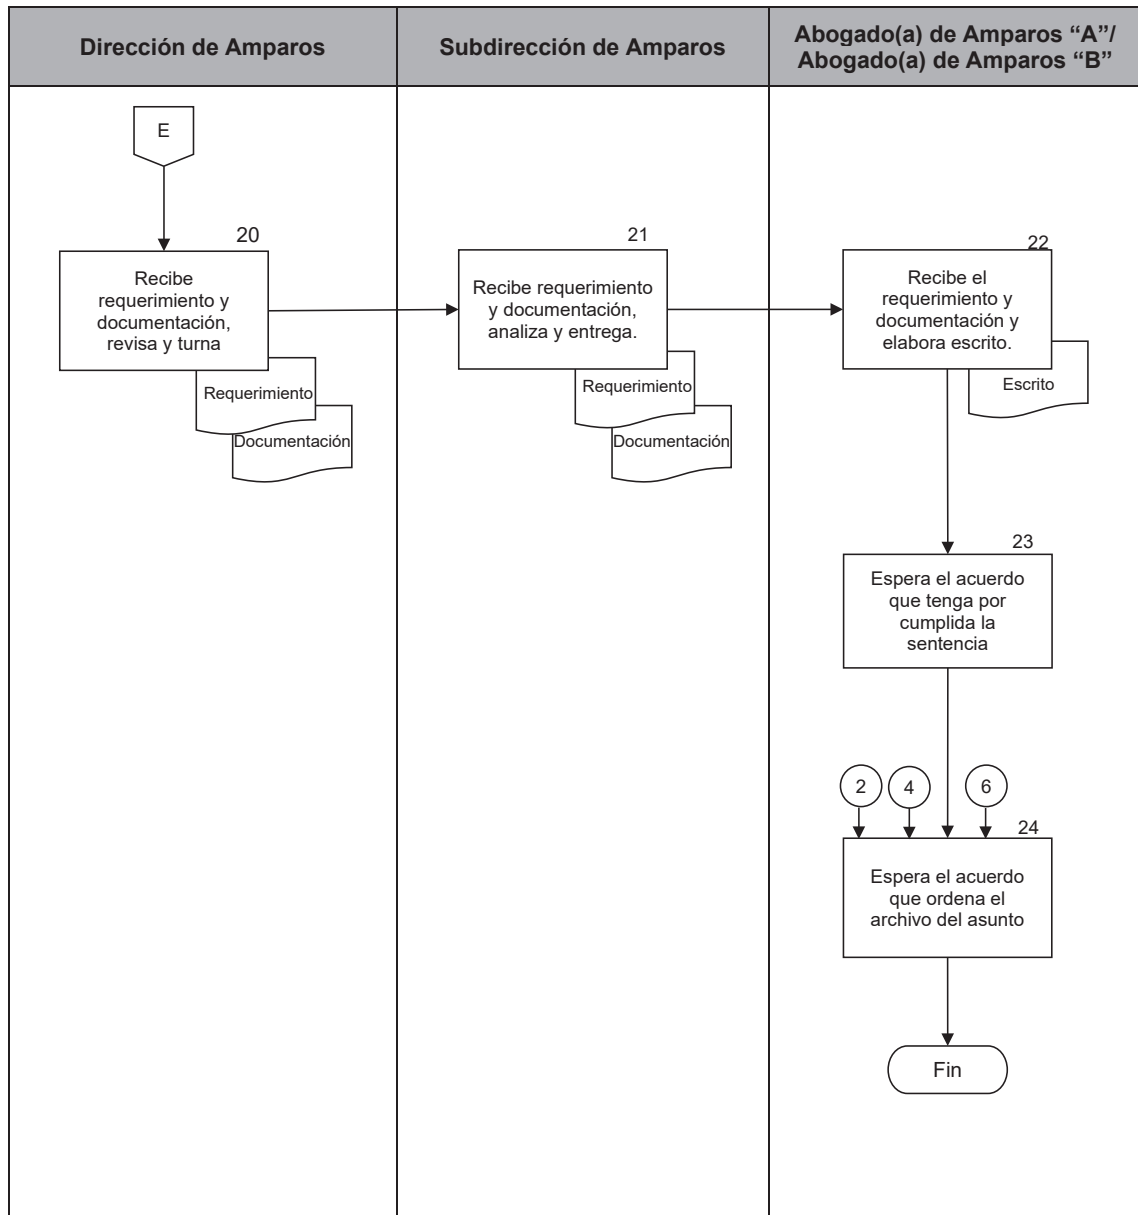 Dirección de Amparos
Subdirección de Amparos
Abogado(a) de Amparos “A”/
Abogado(a) de Amparos “B”
E
20
Recibe
requerimiento y
documentación,
revisa y turna
Requerimiento
Documentación
21
Recibe requerimiento
y documentación,
analiza y entrega.
Requerimiento
Documentación
22
Recibe el
requerimiento y
documentación y
elabora escrito.
Escrito
23
Espera el acuerdo
que tenga por
cumplida la
sentencia
2
4
6
24
Espera el acuerdo
que ordena el
archivo del asunto
Fin